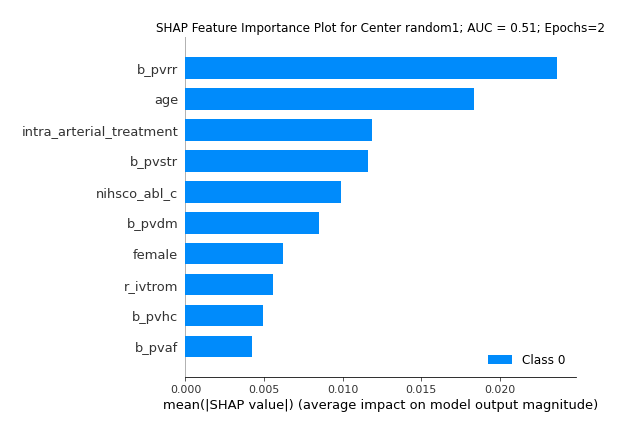 SHAP Feature Importance Plot for Center random1; AUC = 0.51; Epochs=2
b_pvrr
age
intra_arterial_treatment
b_pvstr
nihsco_abl_c
b_pvdm
female
r_ivtrom
b_pvhc
b_pvaf
Class 0
0.000 0.005 0.010 0.015 0.020
mean(|SHAP value|) (average impact on model output magnitude)